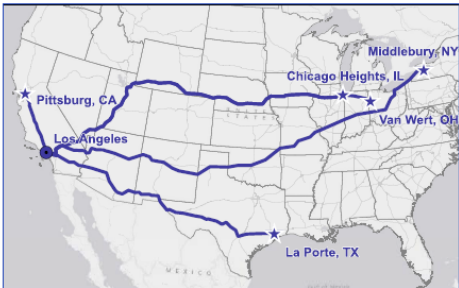 Middlebury, NY
Chicago Heights, IL
Pittsburg, CA
Van Wert, OH
Los Angeles
La Porte, TX
MEXICO